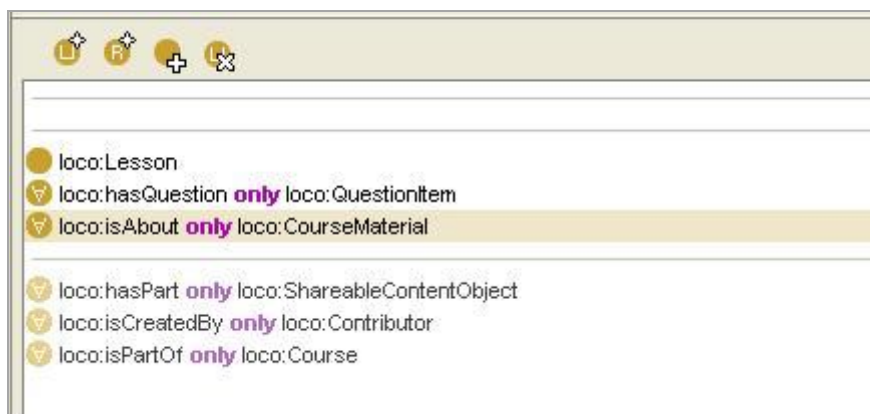 loco:Lesson
loco:hasQuestion only loco:QuestionItem
loco:isAbout only loco:CourseMaterial
loco:hasPart only loco:ShareableContentObject
loco:isCreatedBy only loco:Contributor
loco:isPartOf only loco:Course